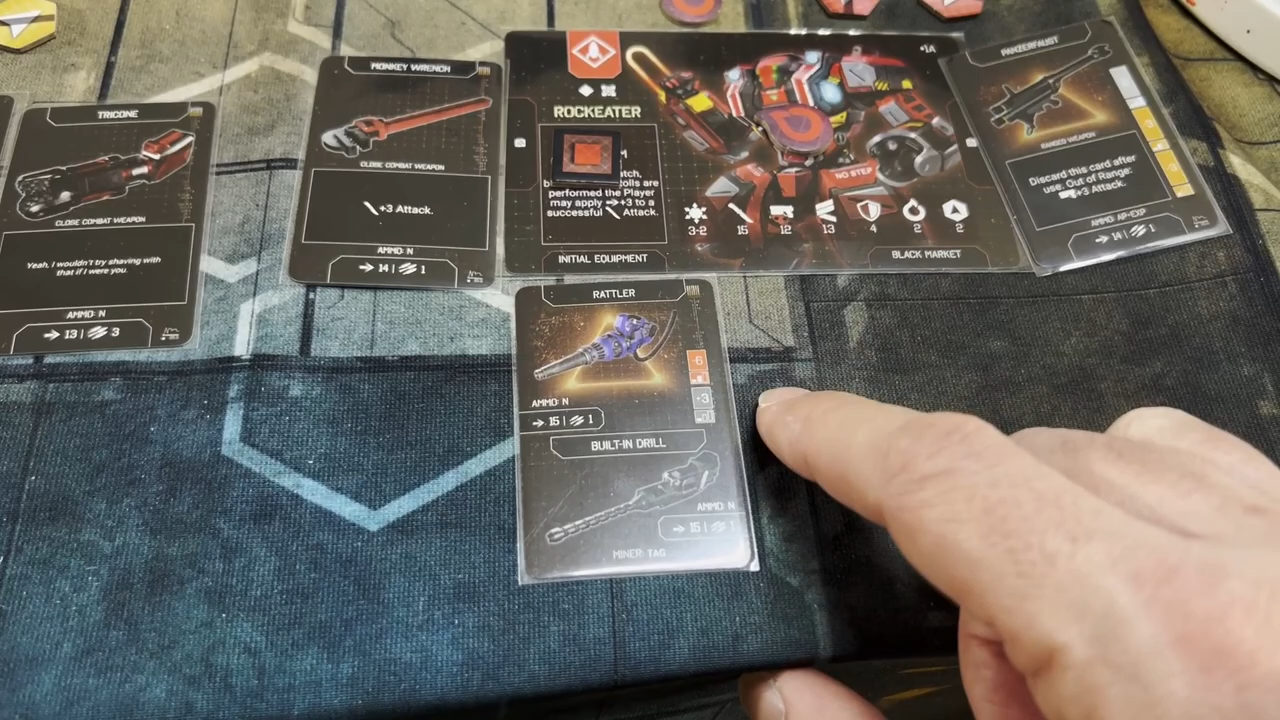 TRICONE
CLOSE COMBAT WEAPON
Yeah, I wouldn't try shaving with
that if I were you.
AMMO: N
13 | 3
MONKEY WRENCH
CLOSE COMBAT WEAPON
+3 Attack.
AMMO: N
14 | 1
1A
ROCKEATER
performed the Player
may apply +3 to a
successful Attack.
NO STEP
3-2 15 12 13 4 2 2
INITIAL EQUIPMENT
BLACK MARKET
PANZERFAUST
RANGED WEAPON
Discard this card after
use. Out of Range:
+3 Attack.
AMMO: AP+EXP
14 | 1
3
-3
RATTLER
-6
+3
AMMO: N
15 | 1
BUILT-IN DRILL
AMMO: N
15 | 1
MINER: TAG